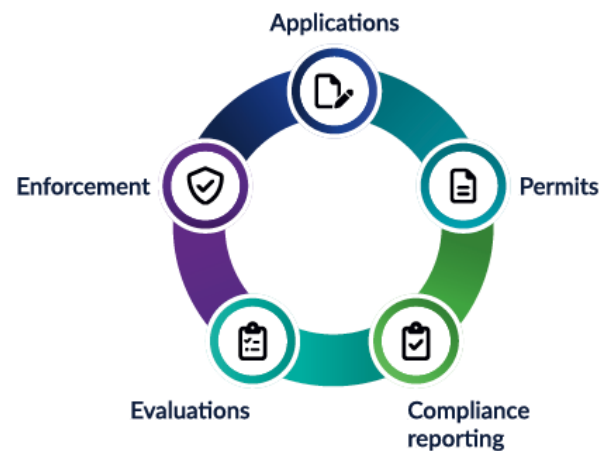 Applications
Enforcement
Permits
Evaluations
Compliance
reporting